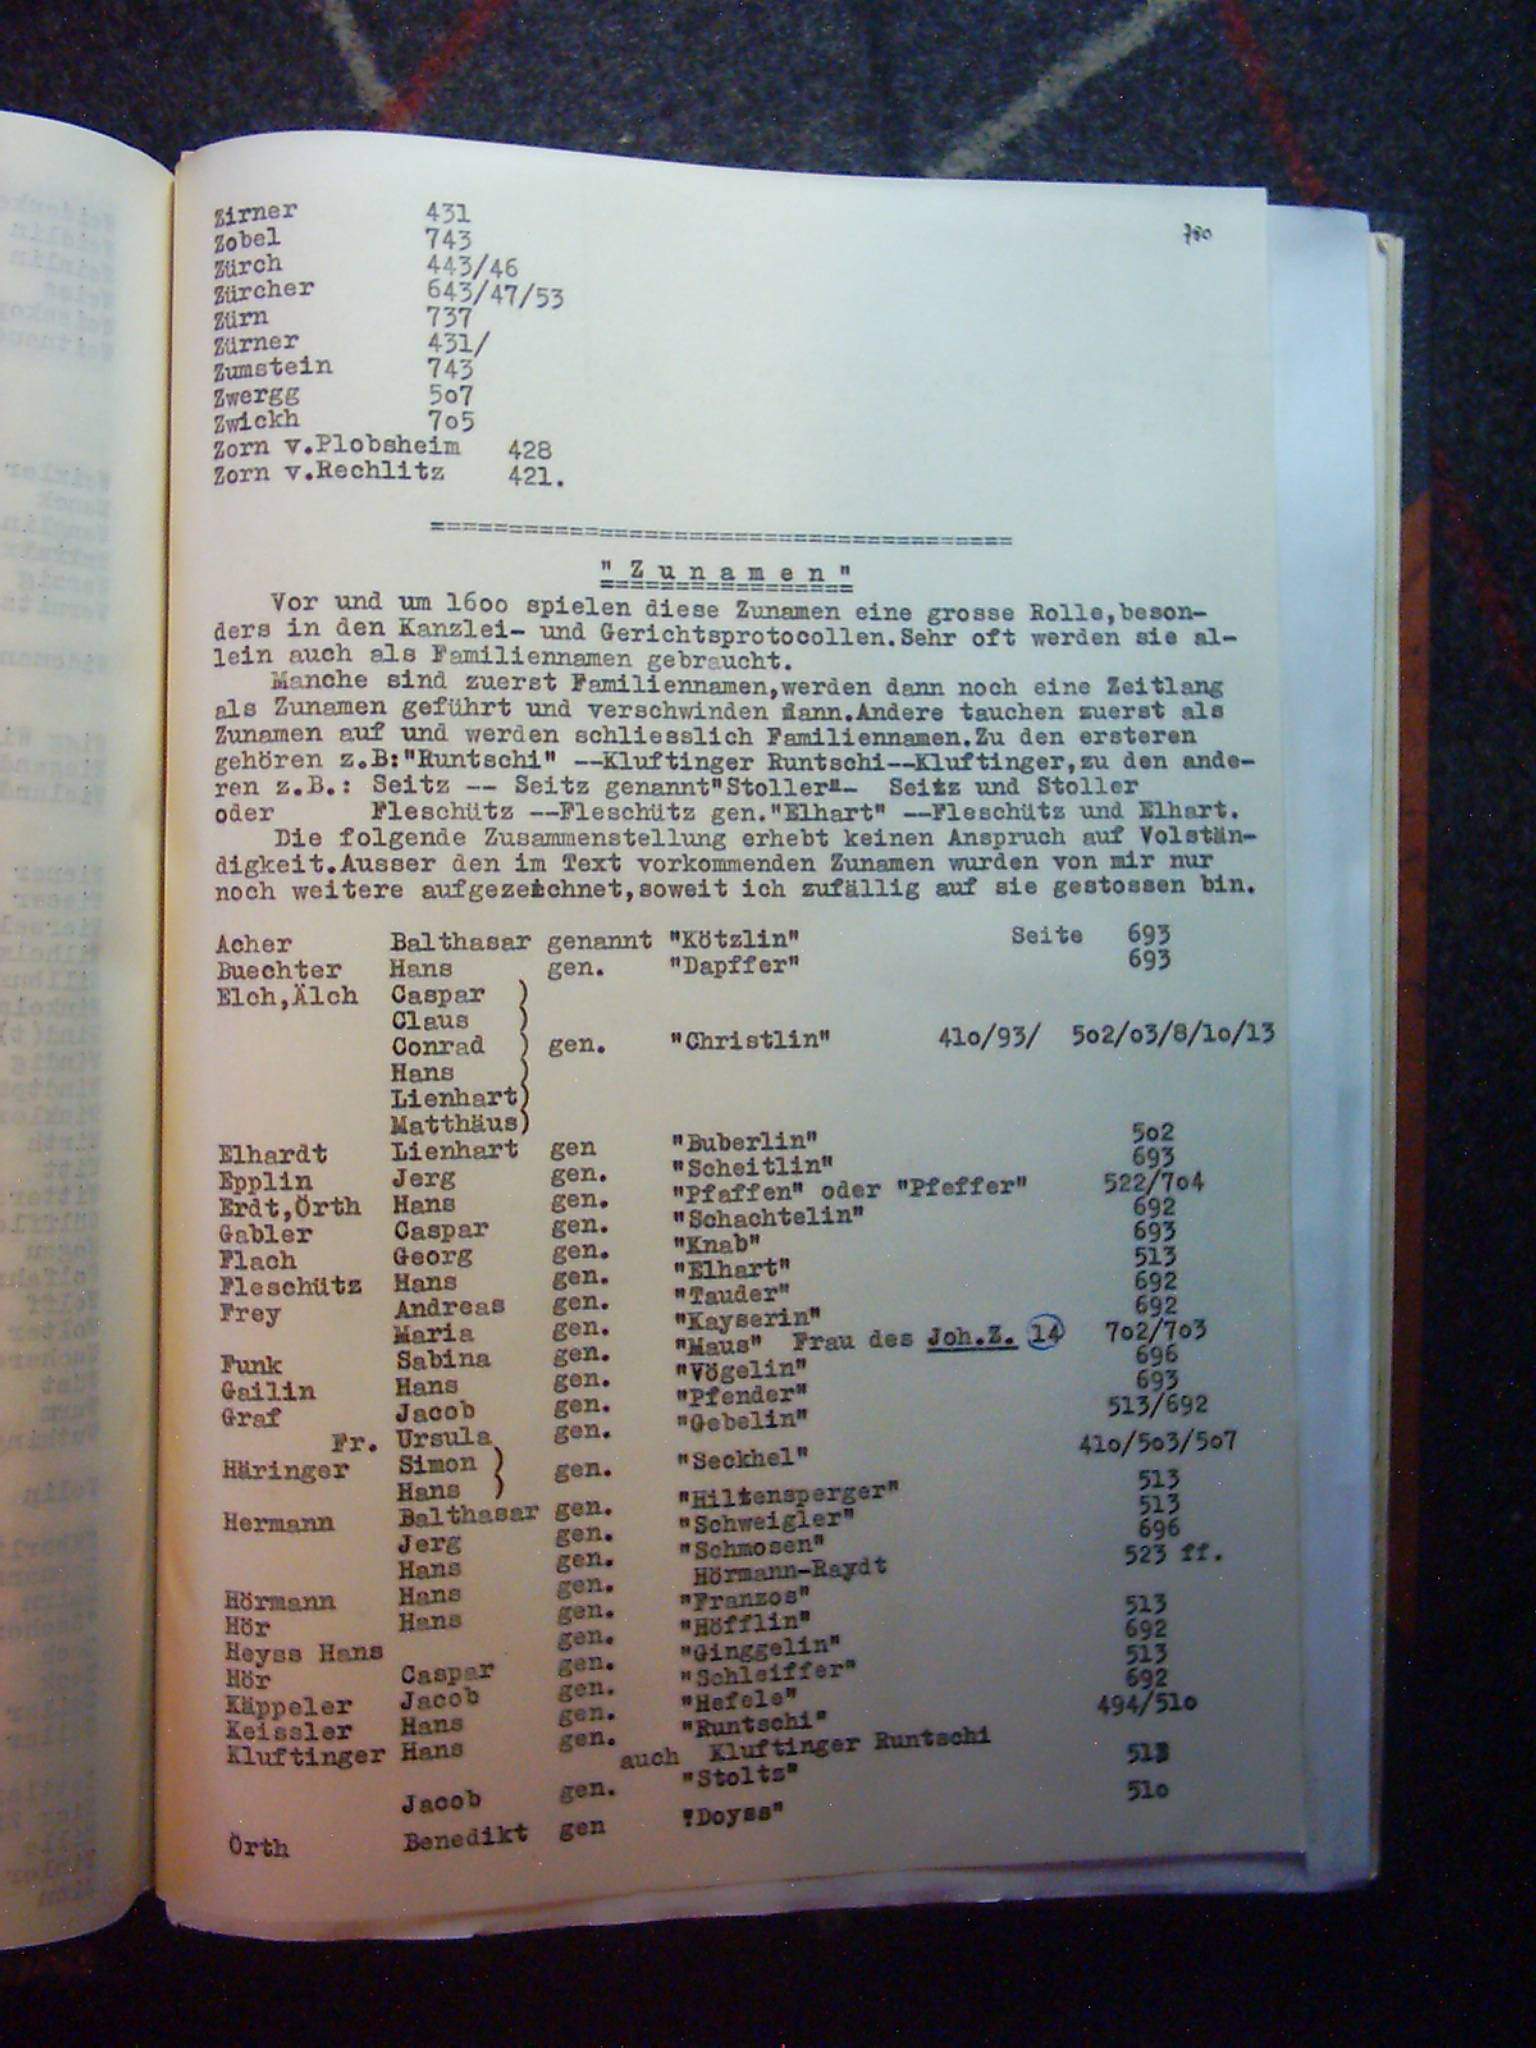 780
Zirner 431
Zobel 743
Zürch 443/46
Zürcher 643/47/53
Zürn 737
Zürner 431/
Zumstein 743
Zwergg 5o7
Zwickh 7o5
Zorn v.Plobsheim 428
Zorn v.Rechlitz 421.
======================================
" Z u n a m e n "
Vor und um 16oo spielen diese Zunamen eine grosse Rolle,beson-
ders in den Kanzlei- und Gerichtsprotocollen.Sehr oft werden sie al-
lein auch als Familiennamen gebraucht.
Manche sind zuerst Familiennamen,werden dann noch eine Zeitlang
als Zunamen geführt und verschwinden dann.Andere tauchen zuerst als
Zunamen auf und werden schliesslich Familiennamen.Zu den ersteren
gehören z.B:"Runtschi" --Kluftinger Runtschi--Kluftinger,zu den ande-
ren z.B.: Seitz -- Seitz genannt"Stoller"- Seitz und Stoller
oder Fleschütz --Fleschütz gen."Elhart" --Fleschütz und Elhart.
Die folgende Zusammenstellung erhebt keinen Anspruch auf Volstän-
digkeit.Ausser den im Text vorkommenden Zunamen wurden von mir nur
noch weitere aufgezeichnet,soweit ich zufällig auf sie gestossen bin.
Acher Balthasar genannt "Kötzlin" Seite 693
Buechter Hans gen. "Dapffer" 693
Elch,Älch Caspar )
Claus )
Conrad ) gen. "Christlin" 41o/93/ 5o2/o3/8/1o/13
Hans )
Lienhart)
Matthäus)
Elhardt Lienhart gen "Buberlin" 5o2
Epplin Jerg gen. "Scheitlin" 693
Erdt,Örth Hans gen. "Pfaffen" oder "Pfeffer" 522/7o4
Gabler Caspar gen. "Schachtelin" 692
Flach Georg gen. "Knab" 693
Fleschütz Hans gen. "Elhart" 513
Frey Andreas gen. "Tauder" 692
Maria gen. "Kayserin" 692
Funk Sabina gen. "Maus" Frau des Joh.Z. 14 7o2/7o3
Gailin Hans gen. "Vögelin" 696
Graf Jacob gen. "Pfender" 693
Fr. Ursula gen. "Gebelin" 513/692
Häringer Simon ) gen. "Seckhel" 41o/5o3/5o7
Hans )
Hermann Balthasar gen. "Hiltensperger" 513
Jerg gen. "Schweigler" 513
Hans gen. "Schmosen" 696
Hörmann Hans gen. Hörmann-Raydt 523 ff.
Hör Hans gen. "Franzos" 513
Heyss Hans gen. "Höfflin" 692
Hör Caspar gen. "Ginggelin" 513
Käppeler Jacob gen. "Schleiffer" 692
Keissler Hans gen. "Hefele" 494/51o
Kluftinger Hans gen. "Runtschi"
auch Kluftinger Runtschi 513
Jacob gen. "Stoltz" 51o
Örth Benedikt gen "Doyss"